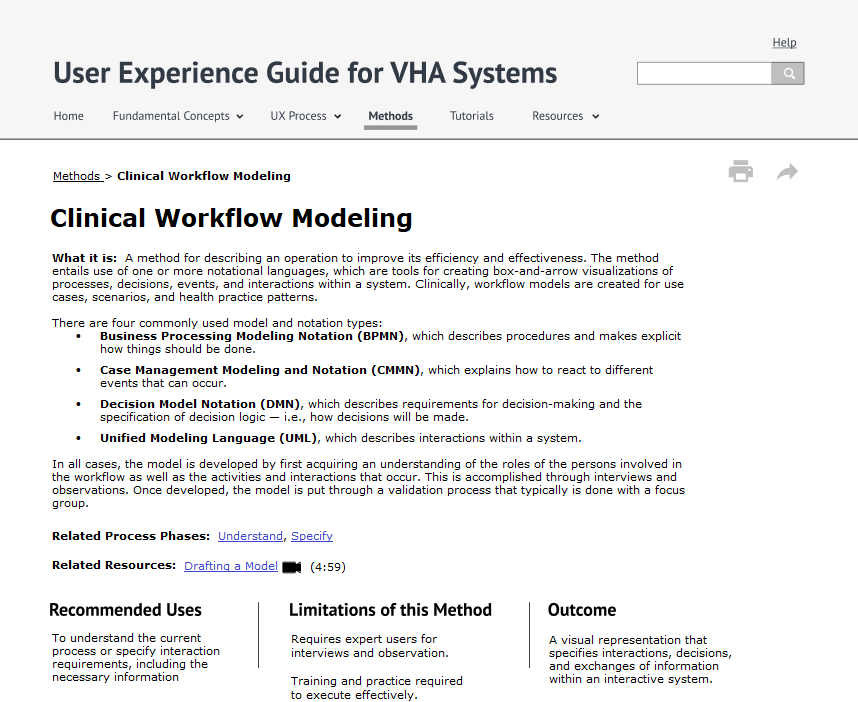 Help
User Experience Guide for VHA Systems
Home Fundamental Concepts UX Process Methods Tutorials Resources
Methods > Clinical Workflow Modeling
Clinical Workflow Modeling
What it is: A method for describing an operation to improve its efficiency and effectiveness. The method
entails use of one or more notational languages, which are tools for creating box-and-arrow visualizations of
processes, decisions, events, and interactions within a system. Clinically, workflow models are created for use
cases, scenarios, and health practice patterns.
There are four commonly used model and notation types:
• Business Processing Modeling Notation (BPMN), which describes procedures and makes explicit
how things should be done.
• Case Management Modeling and Notation (CMMN), which explains how to react to different
events that can occur.
• Decision Model Notation (DMN), which describes requirements for decision-making and the
specification of decision logic — i.e., how decisions will be made.
• Unified Modeling Language (UML), which describes interactions within a system.
In all cases, the model is developed by first acquiring an understanding of the roles of the persons involved in
the workflow as well as the activities and interactions that occur. This is accomplished through interviews and
observations. Once developed, the model is put through a validation process that typically is done with a focus
group.
Related Process Phases: Understand, Specify
Related Resources: Drafting a Model (4:59)
Recommended Uses
To understand the current
process or specify interaction
requirements, including the
necessary information
Limitations of this Method
Requires expert users for
interviews and observation.
Training and practice required
to execute effectively.
Outcome
A visual representation that
specifies interactions, decisions,
and exchanges of information
within an interactive system.